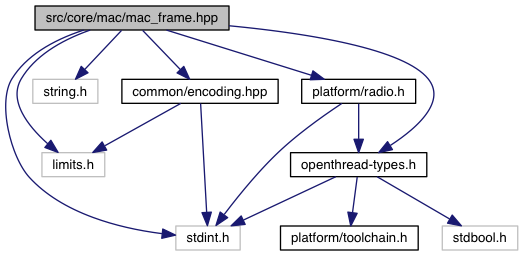 src/core/mac/mac_frame.hpp
string.h
common/encoding.hpp
platform/radio.h
limits.h
openthread-types.h
stdint.h
platform/toolchain.h
stdbool.h